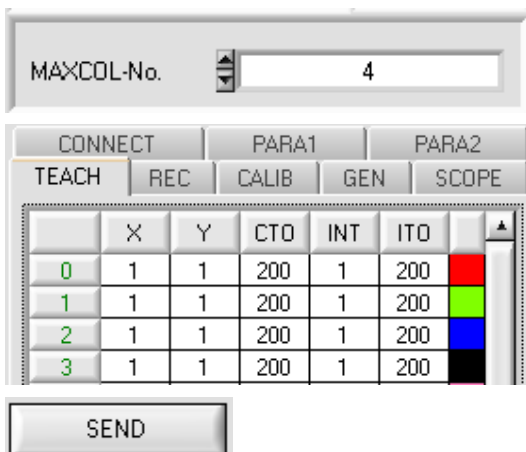 MAXCOL-No. 4
CONNECT PARA1 PARA2
TEACH REC CALIB GEN SCOPE
X Y CTO INT ITO
0 1 1 200 1 200
1 1 1 200 1 200
2 1 1 200 1 200
3 1 1 200 1 200
SEND